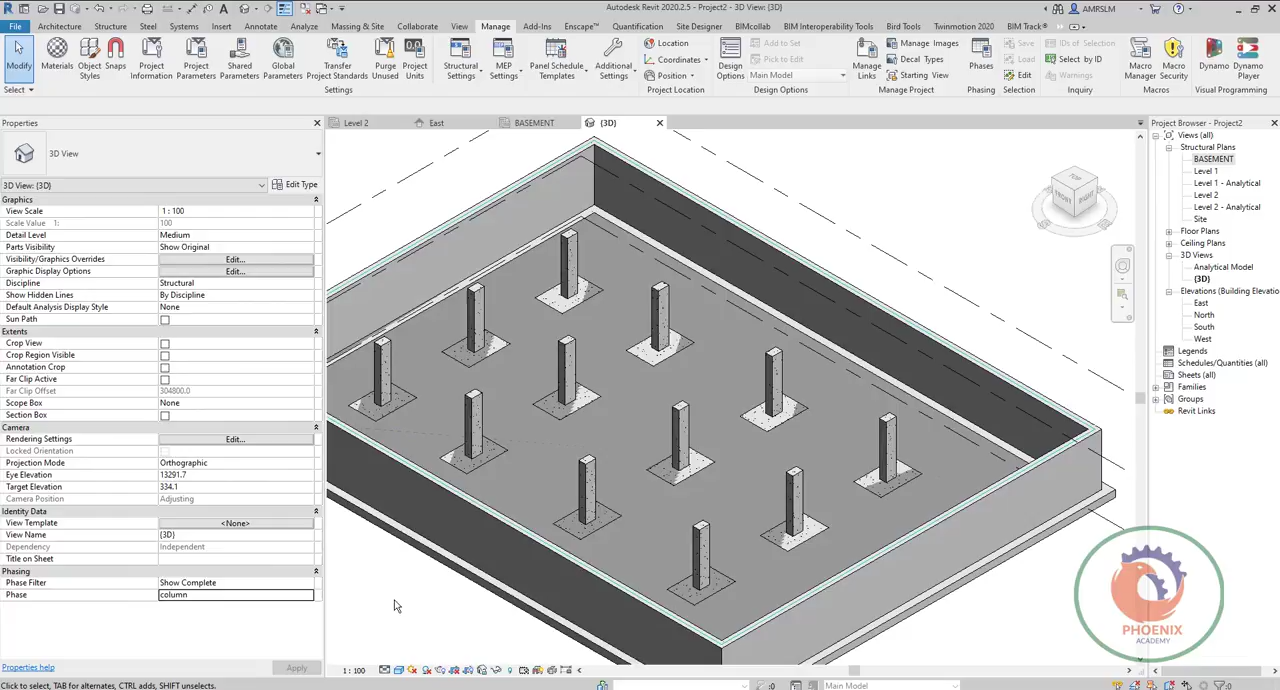 Autodesk Revit 2020.2.5 - 3D View: {3D}
AMRSLM
File Architecture Structure Steel Systems Insert Annotate Analyze Massing & Site Collaborate View Manage Add-Ins Enscape™ Quantification Site Designer BIMcollab BIM Interoperability Tools Bird Tools Twinmotion 2020 BIM Track®
Modify Materials Object Styles Snaps Project Information Project Parameters Shared Parameters Global Parameters Transfer Project Standards Purge Unused Project Units Structural Settings MEP Settings Panel Schedule Templates Additional Settings
Location
Coordinates
Position
Design Options
Add to Set
Pick to Edit
Main Model
Manage Links
Manage Images
Decal Types
Starting View
Phases
Save
Load
Edit
IDs of Selection
Select by ID
Warnings
Macro Manager Macro Security
Dynamo Dynamo Player
Select Settings Project Location Design Options Manage Project Phasing Selection Inquiry Macros Visual Programming
Properties
3D View
3D View: {3D} Edit Type
Graphics
View Scale 1 : 100
Scale Value 1: 100
Detail Level Medium
Parts Visibility Show Original
Visibility/Graphics Overrides Edit...
Graphic Display Options Edit...
Discipline Structural
Show Hidden Lines By Discipline
Default Analysis Display Style None
Sun Path
Extents
Crop View
Crop Region Visible
Annotation Crop
Far Clip Active
Far Clip Offset 304800.0
Scope Box None
Section Box
Camera
Rendering Settings Edit...
Locked Orientation
Projection Mode Orthographic
Eye Elevation 13291.7
Target Elevation 334.1
Camera Position Adjusting
Identity Data
View Template <None>
View Name {3D}
Dependency Independent
Title on Sheet
Phasing
Phase Filter Show Complete
Phase column
Properties help Apply
Level 2 East BASEMENT {3D}
TOP
FRONT RIGHT
Project Browser - Project2
Views (all)
Structural Plans
BASEMENT
Level 1
Level 1 - Analytical
Level 2
Level 2 - Analytical
Site
Floor Plans
Ceiling Plans
3D Views
Analytical Model
{3D}
Elevations (Building Elevatio
East
North
South
West
Legends
Schedules/Quantities (all)
Sheets (all)
Families
Groups
Revit Links
PHOENIX
ACADEMY
1 : 100
Click to select, TAB for alternates, CTRL adds, SHIFT unselects.
:0 Main Model :0